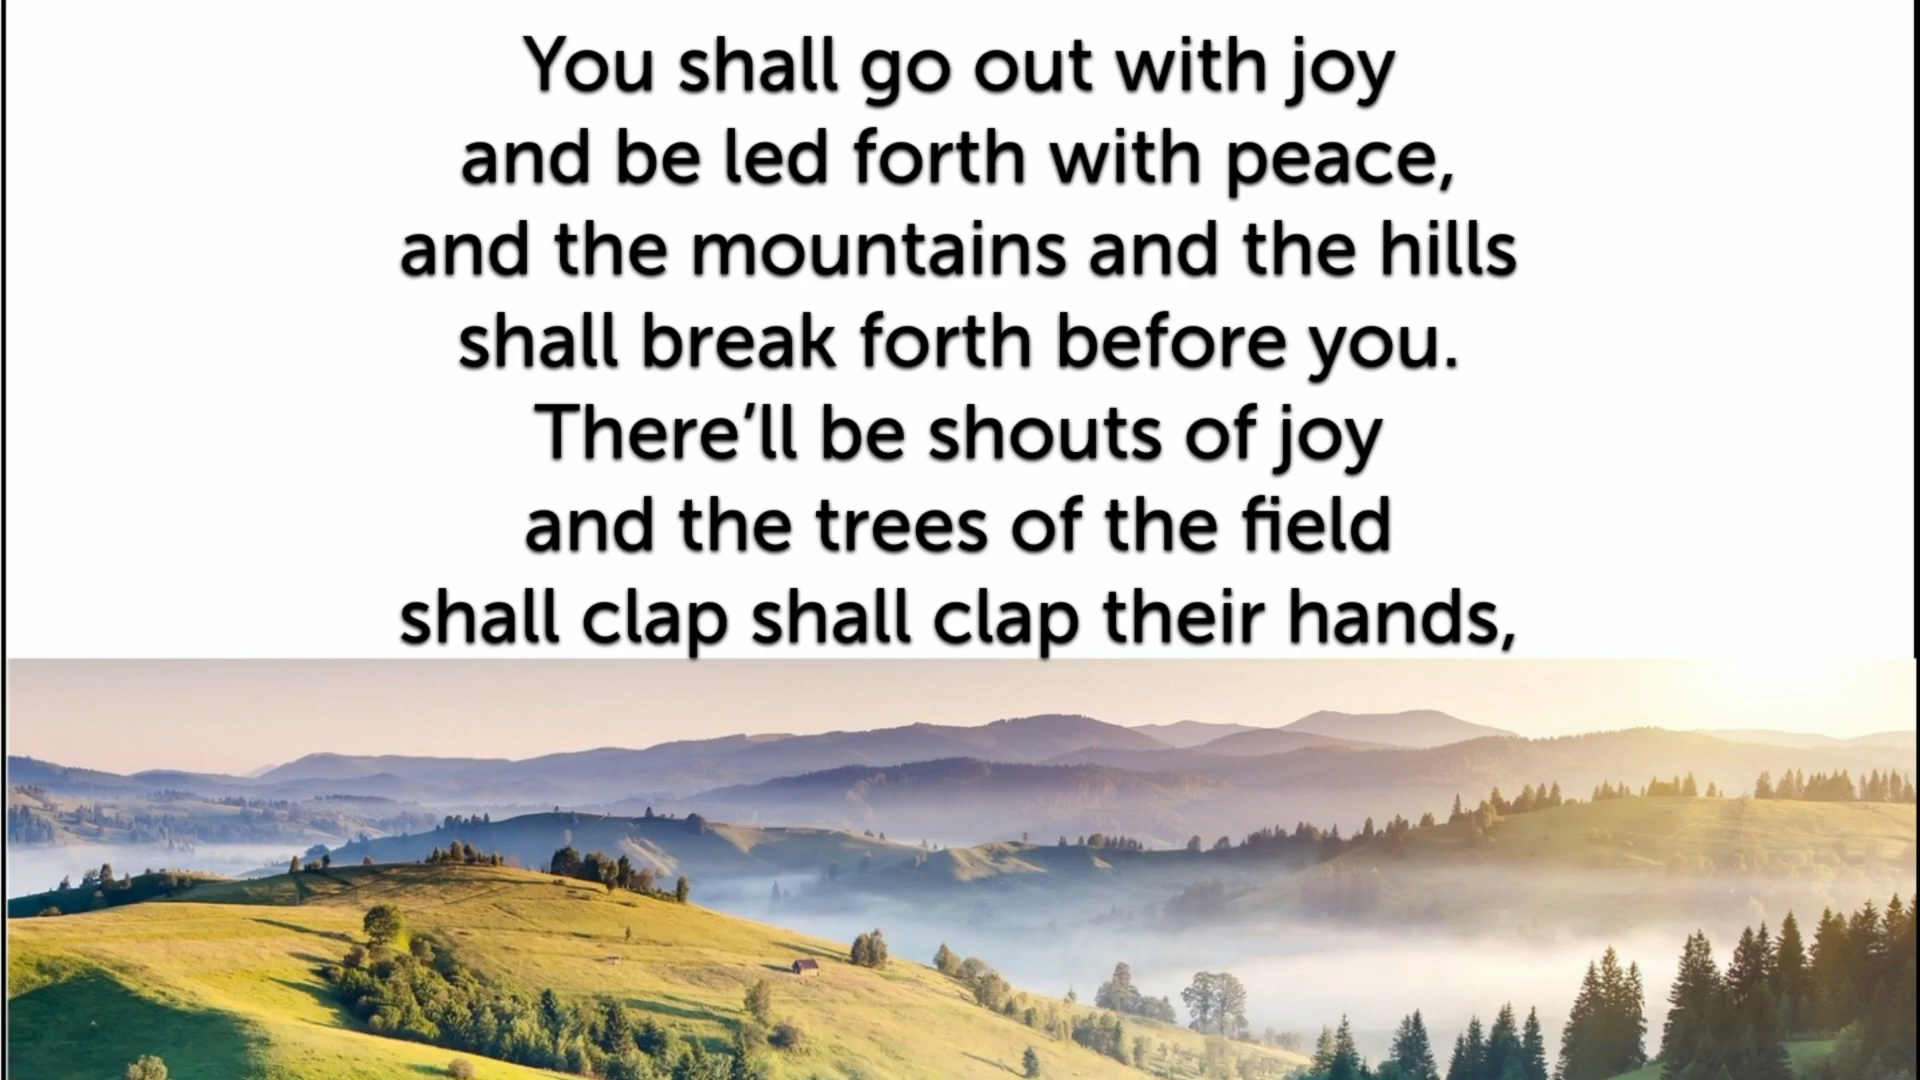 You shall go out with joy
and be led forth with peace,
and the mountains and the hills
shall break forth before you.
There’ll be shouts of joy
and the trees of the field
shall clap shall clap their hands,